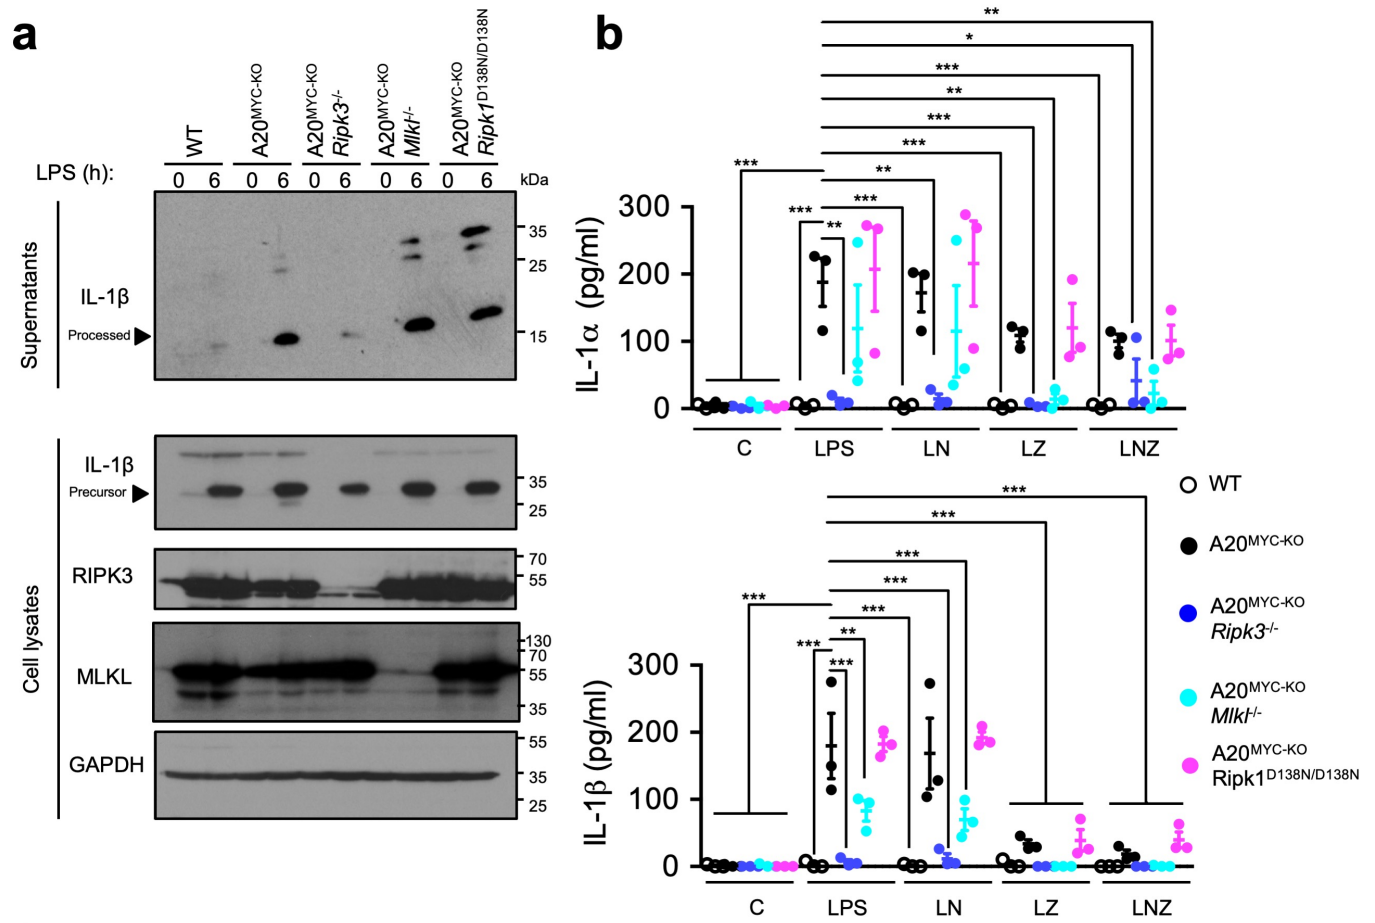 a
WT
A20MYC-KO
A20MYC-KO
Ripk3-/-
A20MYC-KO
Mlkl-/-
A20MYC-KO
Ripk1D138N/D138N
LPS (h): 0 6 0 6 0 6 0 6 0 6 kDa
Supernatants
IL-1β
Processed
35
25
15
Cell lysates
IL-1β
Precursor
35
25
RIPK3
70
55
MLKL
130
70
55
35
GAPDH
55
35
25
b
**
*
***
**
***
***
***
**
***
***
**
IL-1α (pg/ml)
300
200
100
0
C LPS LN LZ LNZ
***
***
***
***
***
***
**
***
***
IL-1β (pg/ml)
300
200
100
0
C LPS LN LZ LNZ
WT
A20MYC-KO
A20MYC-KO
Ripk3-/-
A20MYC-KO
Mlkl-/-
A20MYC-KO
Ripk1D138N/D138N